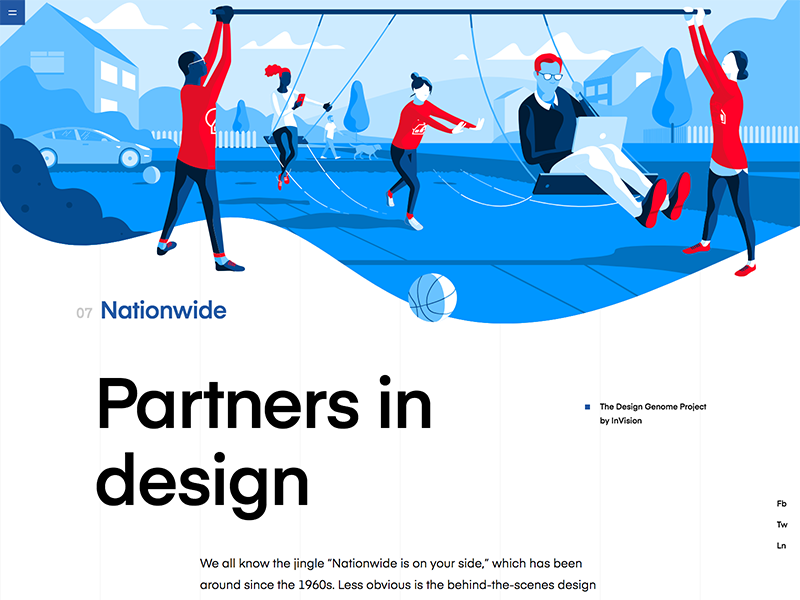 07 Nationwide
Partners in
design
The Design Genome Project
by InVision
Fb
Tw
Ln
We all know the jingle “Nationwide is on your side,” which has been
around since the 1960s. Less obvious is the behind-the-scenes design